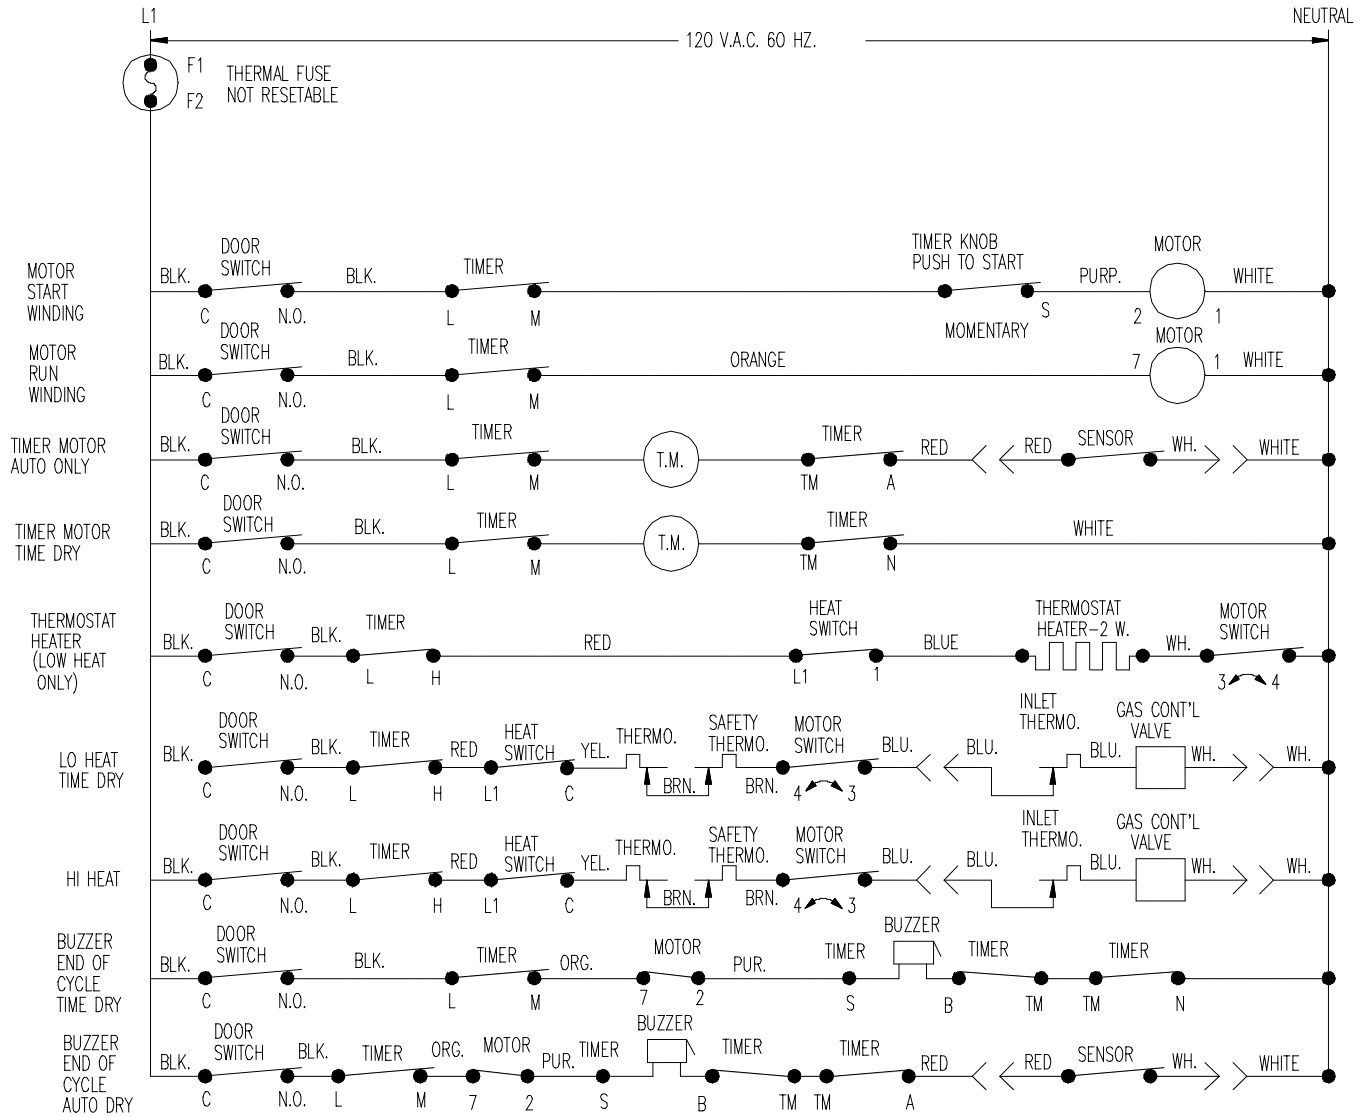 L1
NEUTRAL
120 V.A.C. 60 HZ.
F1
F2
THERMAL FUSE
NOT RESETABLE
MOTOR
START
WINDING
BLK.
DOOR
SWITCH
C
N.O.
BLK.
TIMER
L
M
TIMER KNOB
PUSH TO START
MOMENTARY
S
PURP.
MOTOR
2
1
WHITE
MOTOR
RUN
WINDING
BLK.
DOOR
SWITCH
C
N.O.
BLK.
TIMER
L
M
ORANGE
MOTOR
7
1
WHITE
TIMER MOTOR
AUTO ONLY
BLK.
DOOR
SWITCH
C
N.O.
BLK.
TIMER
L
M
T.M.
TIMER
TM
A
RED
RED
SENSOR
WH.
WHITE
TIMER MOTOR
TIME DRY
BLK.
DOOR
SWITCH
C
N.O.
BLK.
TIMER
L
M
T.M.
TIMER
TM
N
WHITE
THERMOSTAT
HEATER
(LOW HEAT
ONLY)
BLK.
DOOR
SWITCH
C
N.O.
BLK.
TIMER
L
H
RED
HEAT
SWITCH
L1
1
BLUE
THERMOSTAT
HEATER-2 W.
WH.
MOTOR
SWITCH
3
4
LO HEAT
TIME DRY
BLK.
DOOR
SWITCH
C
N.O.
BLK.
TIMER
L
H
RED
HEAT
SWITCH
L1
C
YEL.
THERMO.
BRN.
SAFETY
THERMO.
BRN.
MOTOR
SWITCH
4
3
BLU.
BLU.
INLET
THERMO.
BLU.
GAS CONT'L
VALVE
WH.
WH.
HI HEAT
BLK.
DOOR
SWITCH
C
N.O.
BLK.
TIMER
L
H
RED
HEAT
SWITCH
L1
C
YEL.
THERMO.
BRN.
SAFETY
THERMO.
BRN.
MOTOR
SWITCH
4
3
BLU.
BLU.
INLET
THERMO.
BLU.
GAS CONT'L
VALVE
WH.
WH.
BUZZER
END OF
CYCLE
TIME DRY
BLK.
DOOR
SWITCH
C
N.O.
BLK.
TIMER
L
M
ORG.
MOTOR
7
2
PUR.
TIMER
S
BUZZER
B
TIMER
TM
TIMER
TM
N
BUZZER
END OF
CYCLE
AUTO DRY
BLK.
DOOR
SWITCH
C
N.O.
BLK.
TIMER
L
M
ORG.
MOTOR
7
2
PUR.
TIMER
S
BUZZER
B
TIMER
TM
TIMER
TM
A
RED
RED
SENSOR
WH.
WHITE